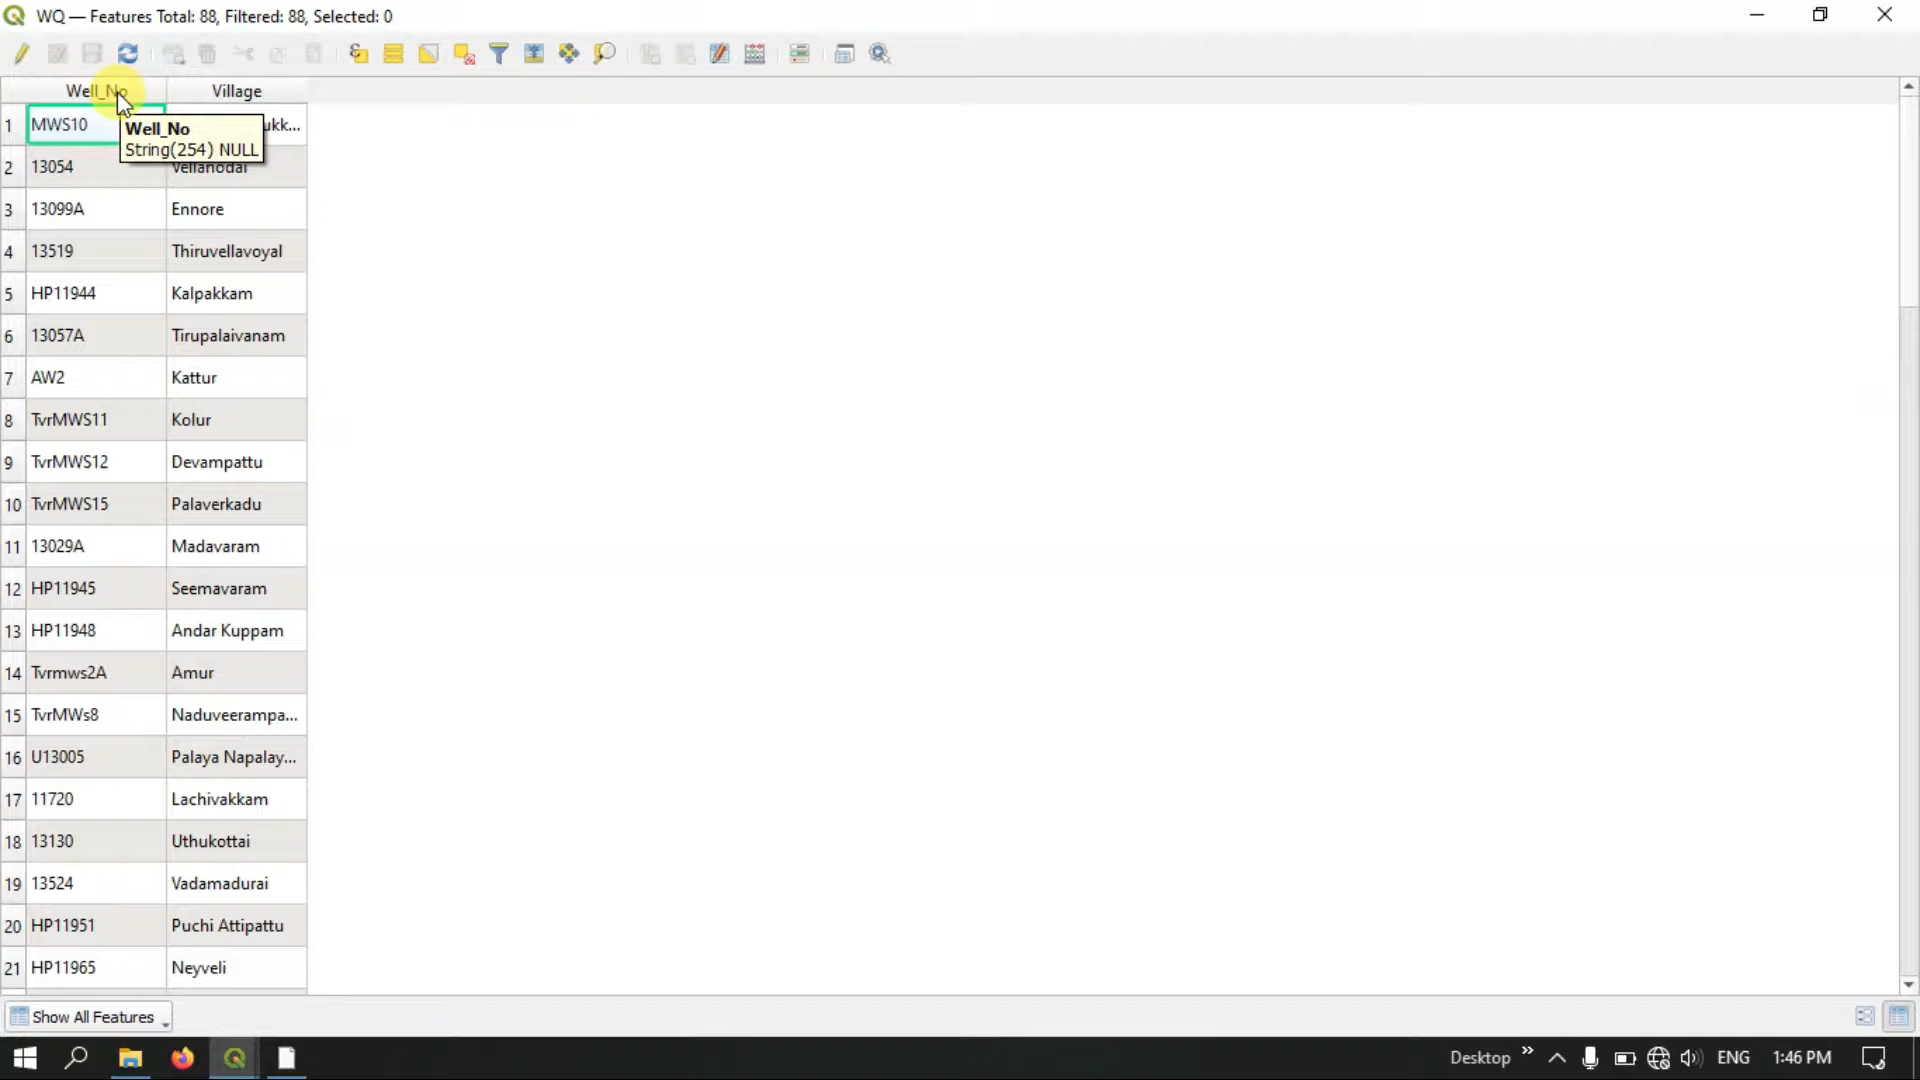 WQ — Features Total: 88, Filtered: 88, Selected: 0
Well_No Village
1 MWS10 ukk...
Well_No
String(254) NULL
2 13054 Vellanodai
3 13099A Ennore
4 13519 Thiruvellavoyal
5 HP11944 Kalpakkam
6 13057A Tirupalaivanam
7 AW2 Kattur
8 TvrMWS11 Kolur
9 TvrMWS12 Devampattu
10 TvrMWS15 Palaverkadu
11 13029A Madavaram
12 HP11945 Seemavaram
13 HP11948 Andar Kuppam
14 Tvrmws2A Amur
15 TvrMWs8 Naduveerampa...
16 U13005 Palaya Napalay...
17 11720 Lachivakkam
18 13130 Uthukottai
19 13524 Vadamadurai
20 HP11951 Puchi Attipattu
21 HP11965 Neyveli
Show All Features
Desktop » ENG 1:46 PM